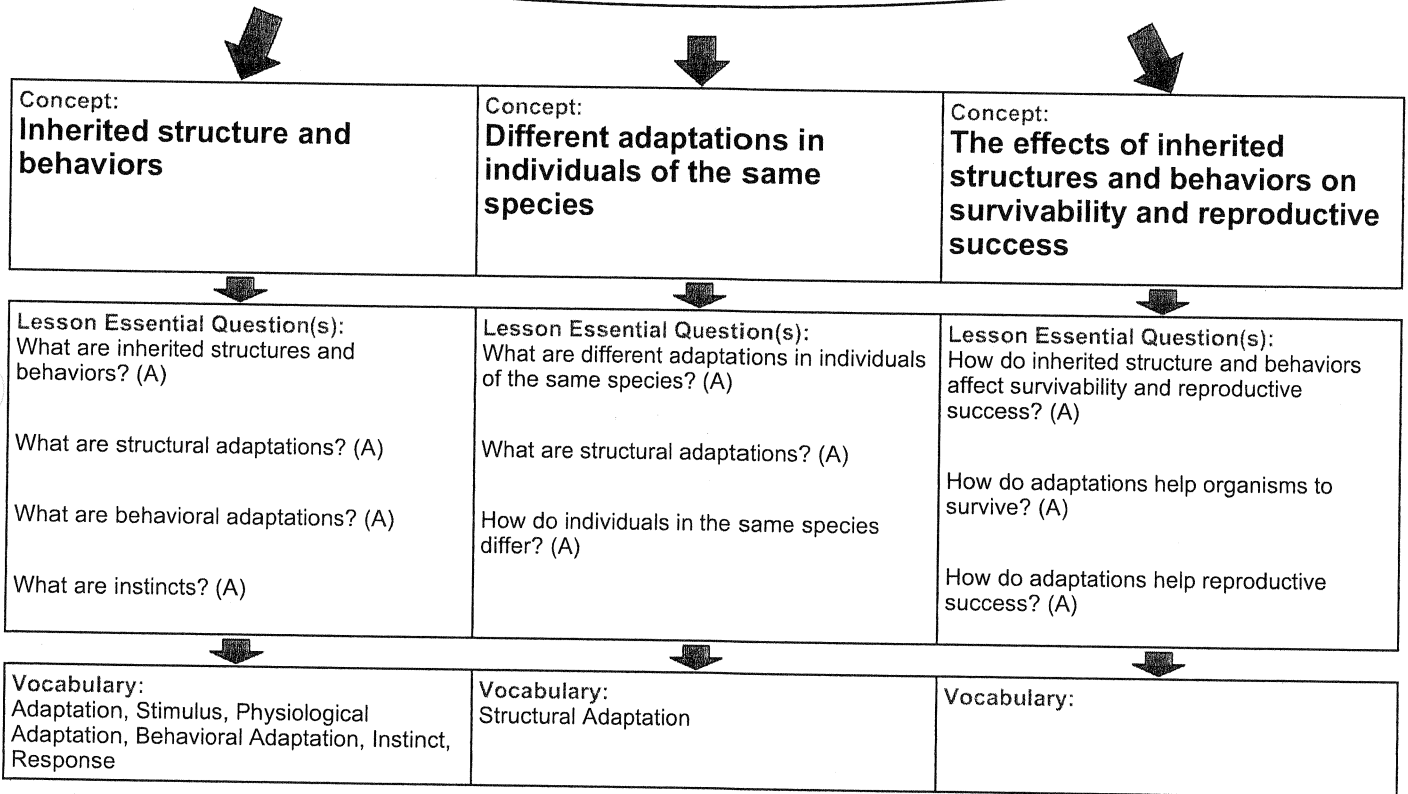 Concept:
Inherited structure and
behaviors
Concept:
Different adaptations in
individuals of the same
species
Concept:
The effects of inherited
structures and behaviors on
survivability and reproductive
success
Lesson Essential Question(s):
What are inherited structures and
behaviors? (A)
What are structural adaptations? (A)
What are behavioral adaptations? (A)
What are instincts? (A)
Lesson Essential Question(s):
What are different adaptations in individuals
of the same species? (A)
What are structural adaptations? (A)
How do individuals in the same species
differ? (A)
Lesson Essential Question(s):
How do inherited structure and behaviors
affect survivability and reproductive
success? (A)
How do adaptations help organisms to
survive? (A)
How do adaptations help reproductive
success? (A)
Vocabulary:
Adaptation, Stimulus, Physiological
Adaptation, Behavioral Adaptation, Instinct,
Response
Vocabulary:
Structural Adaptation
Vocabulary: